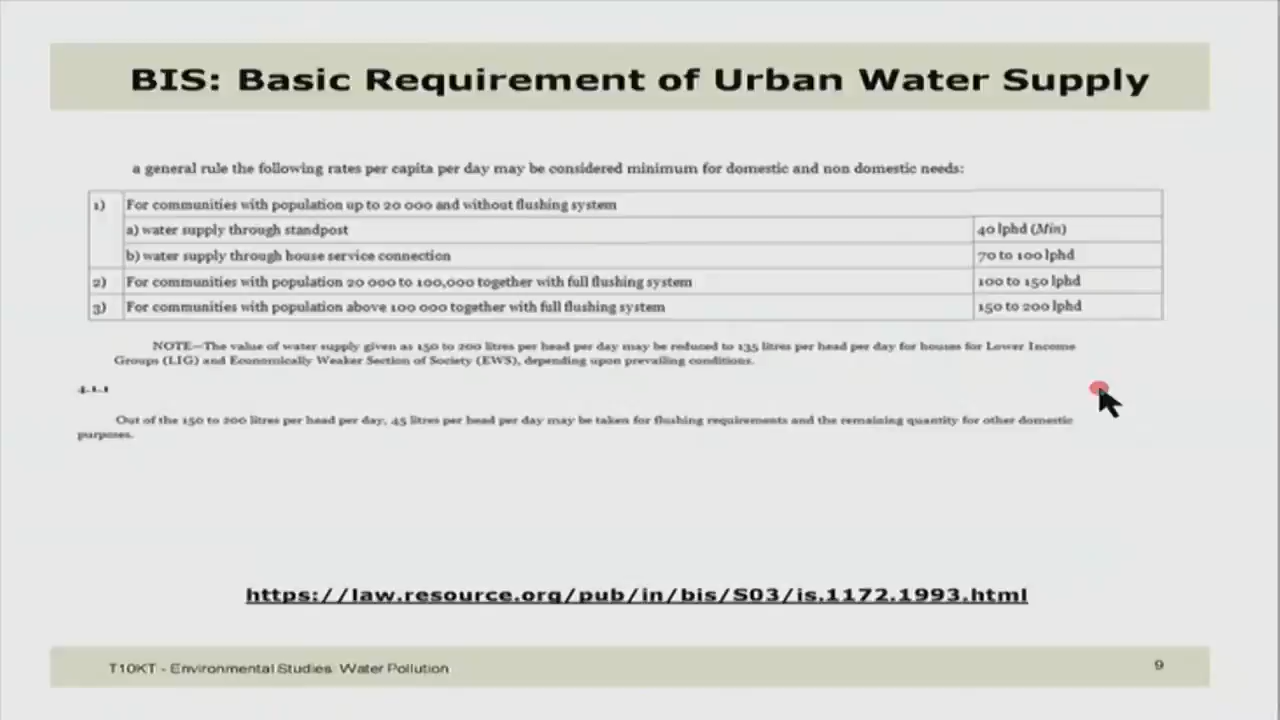 BIS: Basic Requirement of Urban Water Supply
a general rule the following rates per capita per day may be considered minimum for domestic and non domestic needs:
1) For communities with population up to 20 000 and without flushing system
a) water supply through standpost 40 lphd (Min)
b) water supply through house service connection 70 to 100 lphd
2) For communities with population 20 000 to 100,000 together with full flushing system 100 to 150 lphd
3) For communities with population above 100 000 together with full flushing system 150 to 200 lphd
NOTE—The value of water supply given as 150 to 200 litres per head per day may be reduced to 135 litres per head per day for houses for Lower Income
Groups (LIG) and Economically Weaker Section of Society (EWS), depending upon prevailing conditions.
4.1.1
Out of the 150 to 200 litres per head per day, 45 litres per head per day may be taken for flushing requirements and the remaining quantity for other domestic
purposes.
https://law.resource.org/pub/in/bis/S03/is.1172.1993.html
T10KT - Environmental Studies: Water Pollution
9